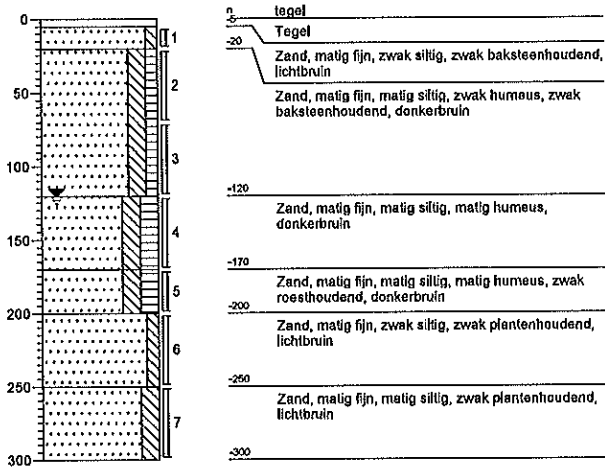 0
50
100
150
200
250
300
1
2
3
4
5
6
7
n tegel
-5
Tegel
-20
Zand, matig fijn, zwak siltig, zwak baksteenhoudend,
lichtbruin
Zand, matig fijn, matig siltig, zwak humeus, zwak
baksteenhoudend, donkerbruin
-120
Zand, matig fijn, matig siltig, matig humeus,
donkerbruin
-170
Zand, matig fijn, matig siltig, matig humeus, zwak
roesthoudend, donkerbruin
-200
Zand, matig fijn, zwak siltig, zwak plantenhoudend,
lichtbruin
-250
Zand, matig fijn, matig siltig, zwak plantenhoudend,
lichtbruin
-300